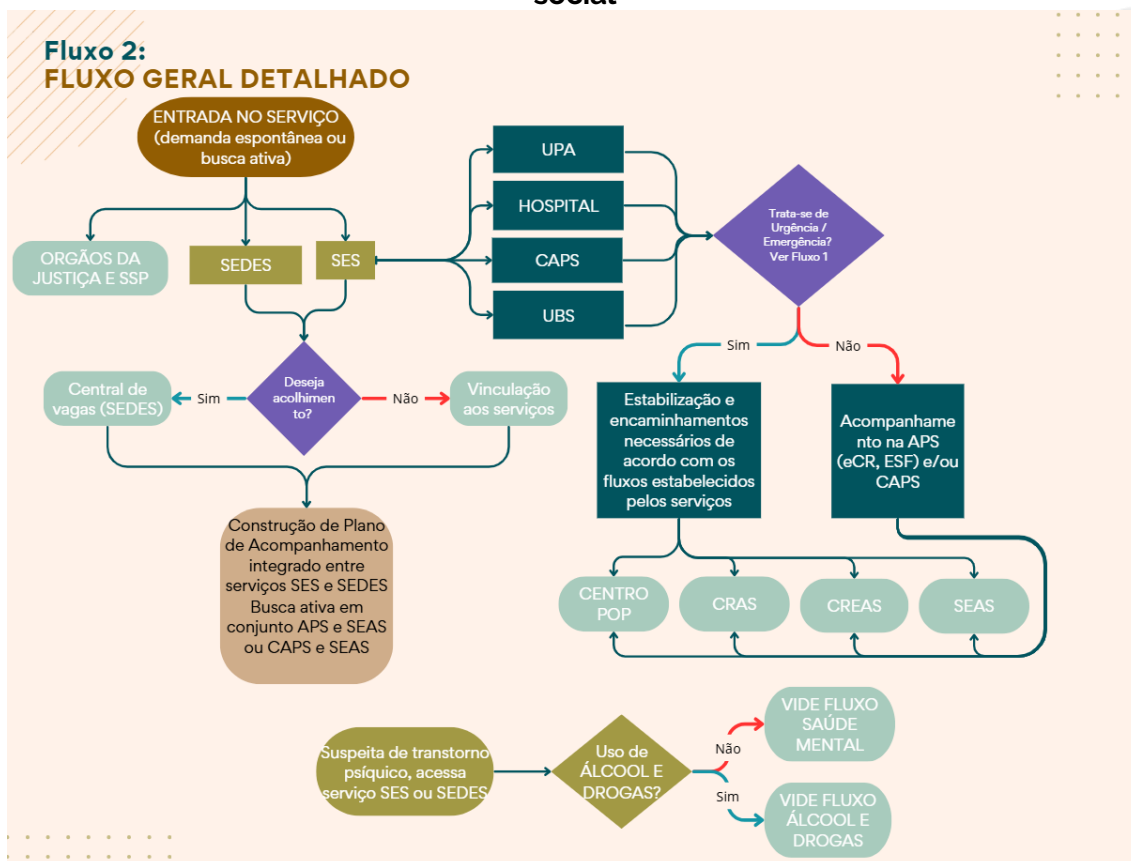 social
Fluxo 2:
FLUXO GERAL DETALHADO
ENTRADA NO SERVIÇO
(demanda espontânea ou
busca ativa)
ORGÃOS DA
JUSTIÇA E SSP
SEDES
SES
UPA
HOSPITAL
CAPS
UBS
Trata-se de
Urgência /
Emergência?
Ver Fluxo 1
Sim
Não
Central de
vagas (SEDES)
Sim
Deseja
acolhimen
to?
Não
Vinculação
aos serviços
Estabilização e
encaminhamentos
necessários de
acordo com os
fluxos estabelecidos
pelos serviços
Acompanhame
nto na APS
(eCR, ESF) e/ou
CAPS
Construção de Plano
de Acompanhamento
integrado entre
serviços SES e SEDES
Busca ativa em
conjunto APS e SEAS
ou CAPS e SEAS
CENTRO
POP
CRAS
CREAS
SEAS
Suspeita de transtorno
psíquico, acessa
serviço SES ou SEDES
Uso de
ÁLCOOL E
DROGAS?
Não
Sim
VIDE FLUXO
SAÚDE
MENTAL
VIDE FLUXO
ÁLCOOL E
DROGAS